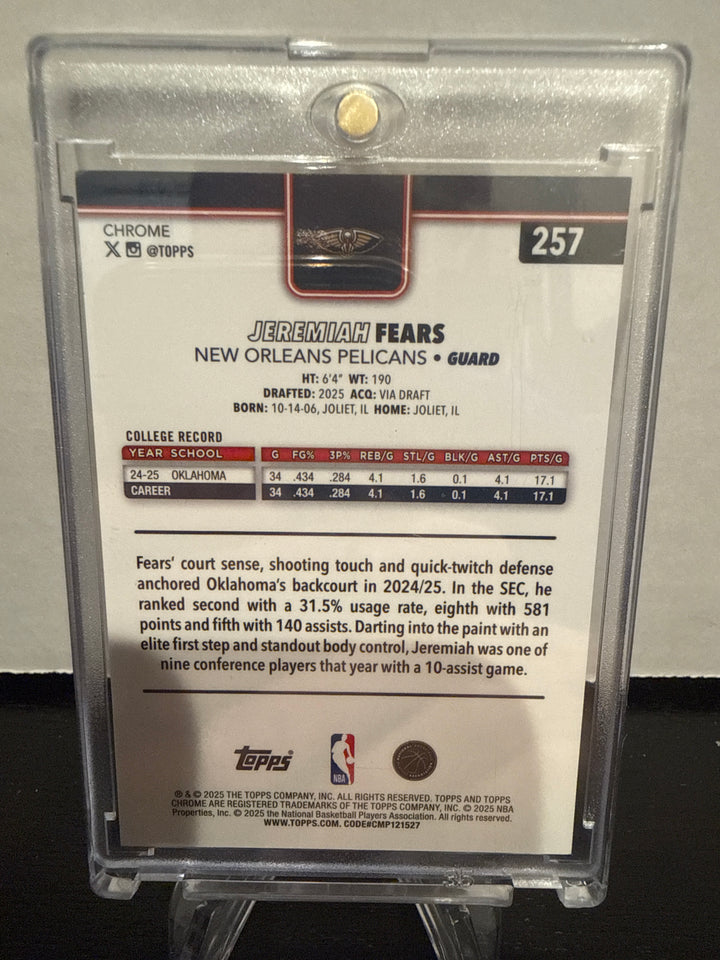 CHROME
X @TOPPS
257
JEREMIAH FEARS
NEW ORLEANS PELICANS • GUARD
HT: 6'4" WT: 190
DRAFTED: 2025 ACQ: VIA DRAFT
BORN: 10-14-06, JOLIET, IL HOME: JOLIET, IL
COLLEGE RECORD
YEAR SCHOOL G FG% 3P% REB/G STL/G BLK/G AST/G PTS/G
24-25 OKLAHOMA 34 .434 .284 4.1 1.6 0.1 4.1 17.1
CAREER 34 .434 .284 4.1 1.6 0.1 4.1 17.1
Fears' court sense, shooting touch and quick-twitch defense
anchored Oklahoma's backcourt in 2024/25. In the SEC, he
ranked second with a 31.5% usage rate, eighth with 581
points and fifth with 140 assists. Darting into the paint with an
elite first step and standout body control, Jeremiah was one of
nine conference players that year with a 10-assist game.
topps®
NBA
® & © 2025 THE TOPPS COMPANY, INC. ALL RIGHTS RESERVED. TOPPS AND TOPPS
CHROME ARE REGISTERED TRADEMARKS OF THE TOPPS COMPANY, INC. © 2025 NBA
Properties, Inc. © 2025 the National Basketball Players Association. All rights reserved.
WWW.TOPPS.COM. CODE#CMP121527